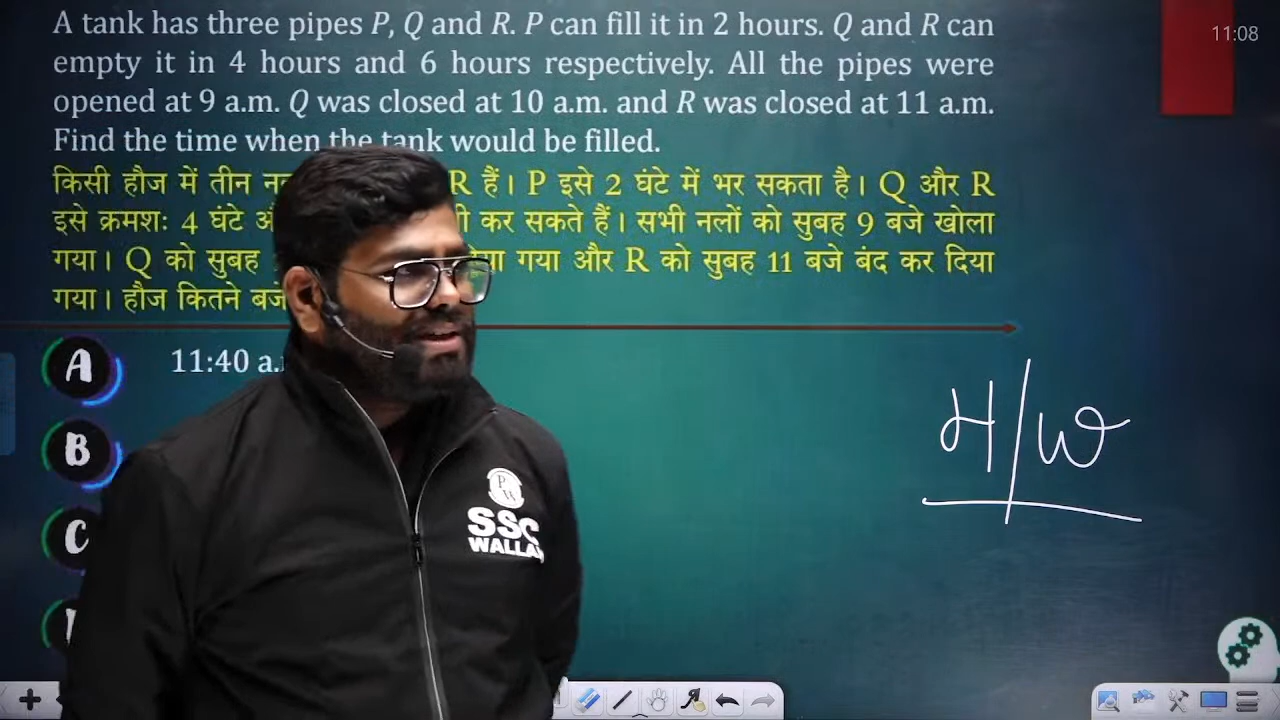 11:08
A tank has three pipes P, Q and R. P can fill it in 2 hours. Q and R can
empty it in 4 hours and 6 hours respectively. All the pipes were
opened at 9 a.m. Q was closed at 10 a.m. and R was closed at 11 a.m.
Find the time when the tank would be filled.
किसी हौज में तीन R हैं। P इसे 2 घंटे में भर सकता है। Q और R
इसे क्रमश: 4 घंटे कर सकते हैं। सभी नलों को सुबह 9 बजे खोला
गया। Q को सुबह गया और R को सुबह 11 बजे बंद कर दिया
गया। हौज कितने बजे
A 11:40
B
C
H/W
PW
SSC